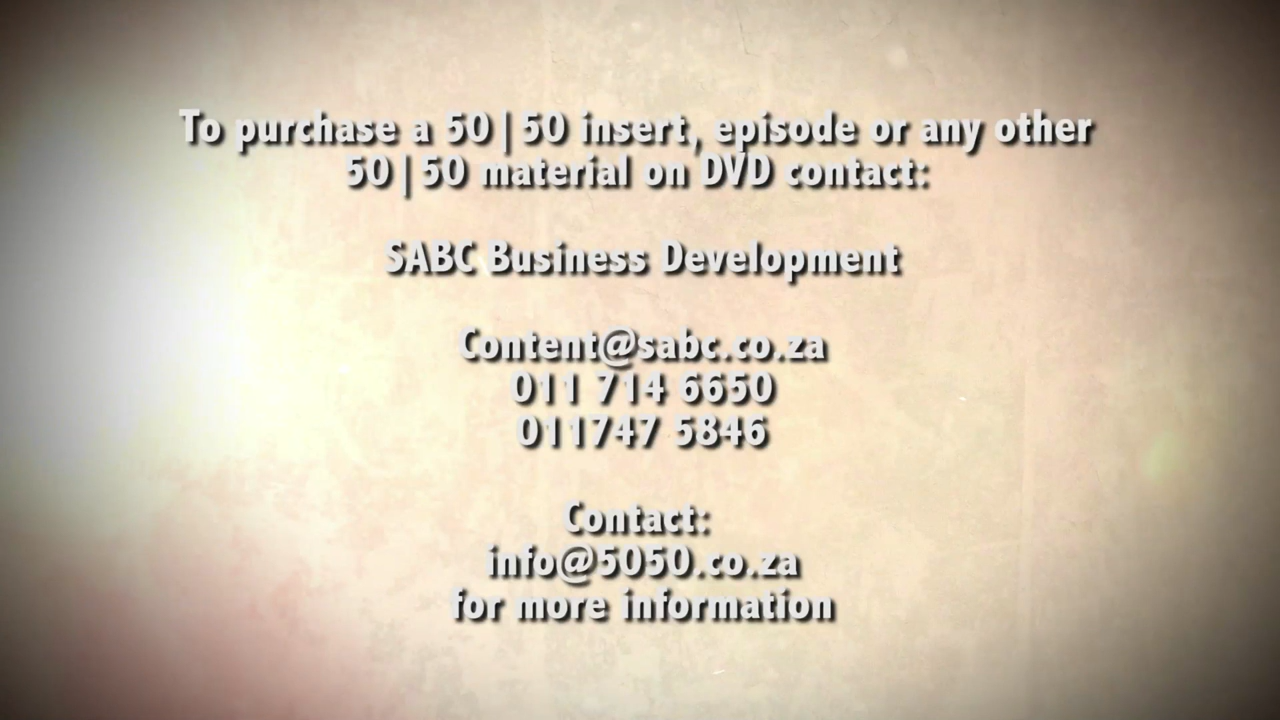 To purchase a 50|50 insert, episode or any other
50|50 material on DVD contact:
SABC Business Development
Content@sabc.co.za
011 714 6650
011747 5846
Contact:
info@5050.co.za
for more information